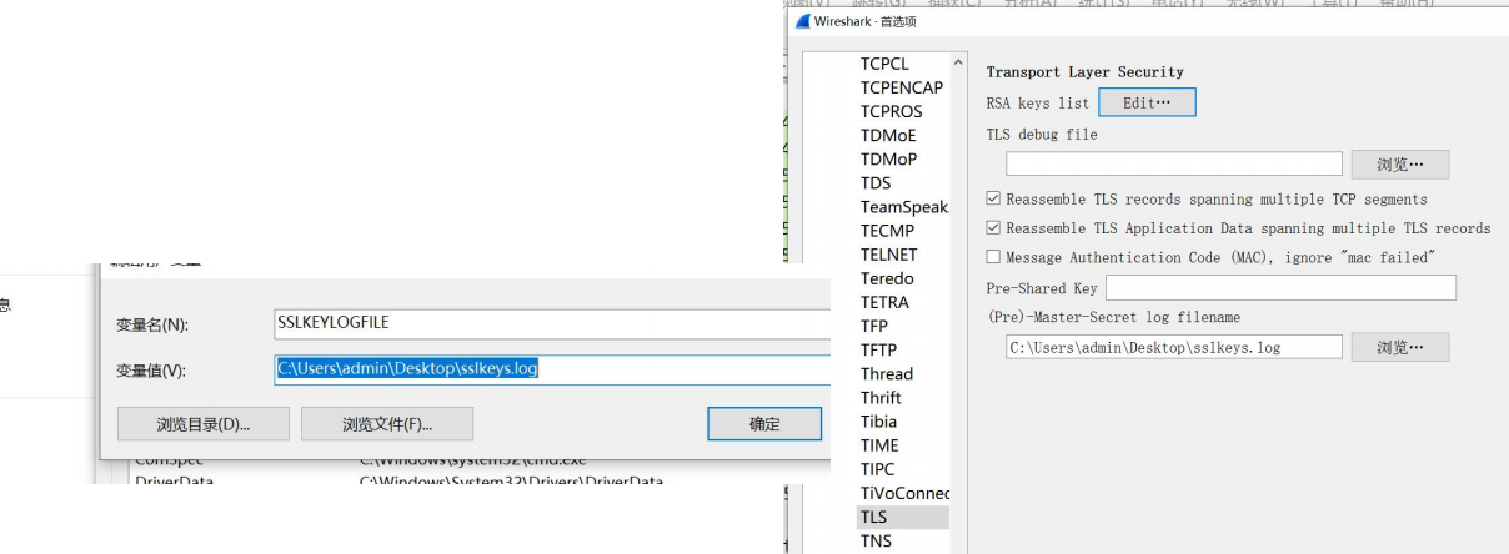 Wireshark · 首选项
TCPCL
TCPENCAP
TCPROS
TDMoE
TDMoP
TDS
TeamSpeak
TECMP
TELNET
Teredo
TETRA
TFP
TFTP
Thread
Thrift
Tibia
TIME
TIPC
TiVoConnec
TLS
TNS
Transport Layer Security
RSA keys list Edit…
TLS debug file
浏览…
Reassemble TLS records spanning multiple TCP segments
Reassemble TLS Application Data spanning multiple TLS records
Message Authentication Code (MAC), ignore "mac failed"
Pre-Shared Key
(Pre)-Master-Secret log filename
C:\Users\admin\Desktop\sslkeys.log 浏览…
息
变量名(N): SSLKEYLOGFILE
变量值(V): C:\Users\admin\Desktop\sslkeys.log
浏览目录(D)... 浏览文件(F)... 确定
ComSpec C:\Windows\system32\cmd.exe
DriverData C:\Windows\System32\Drivers\DriverData